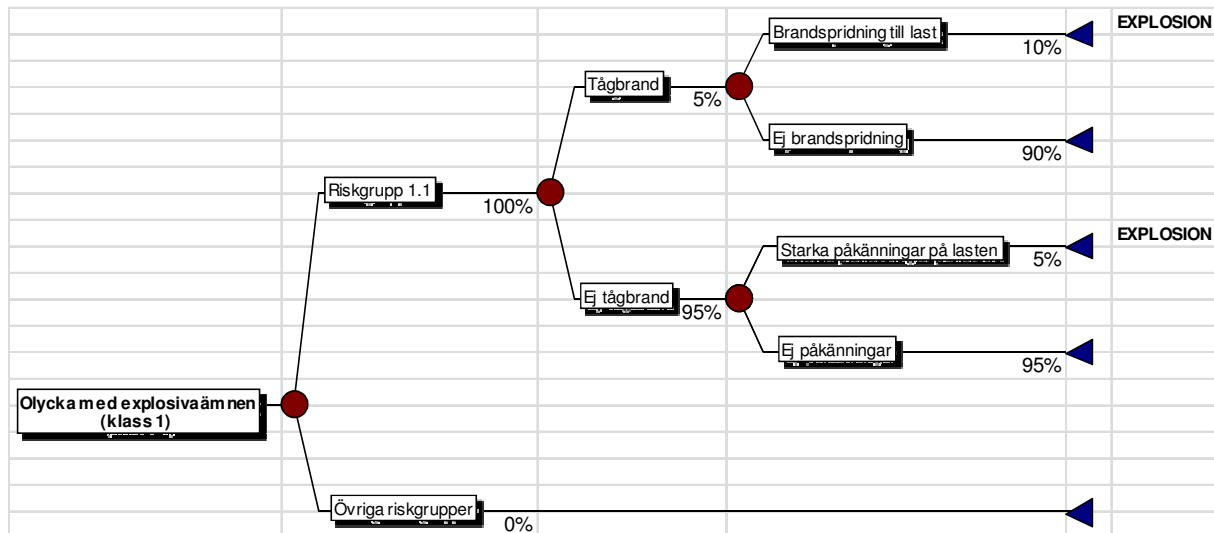 Brandspridning till last
10%
EXPLOSION
Tågbrand
5%
Ej brandspridning
90%
Riskgrupp 1.1
100%
Starka påkänningar på lasten
5%
EXPLOSION
Ej tågbrand
95%
Ej påkänningar
95%
Olycka med explosiva ämnen
(klass 1)
Övriga riskgrupper
0%